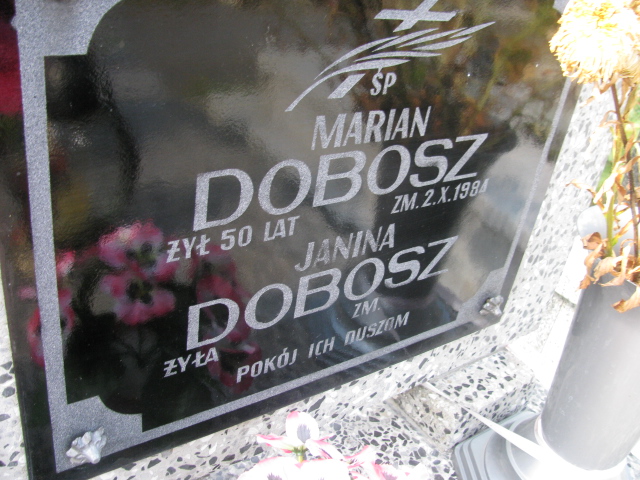 ŚP
MARIAN
DOBOSZ
ŻYŁ 50 LAT ZM. 2.X.1984
JANINA
DOBOSZ
ŻYŁA ZM.
POKÓJ ICH DUSZOM